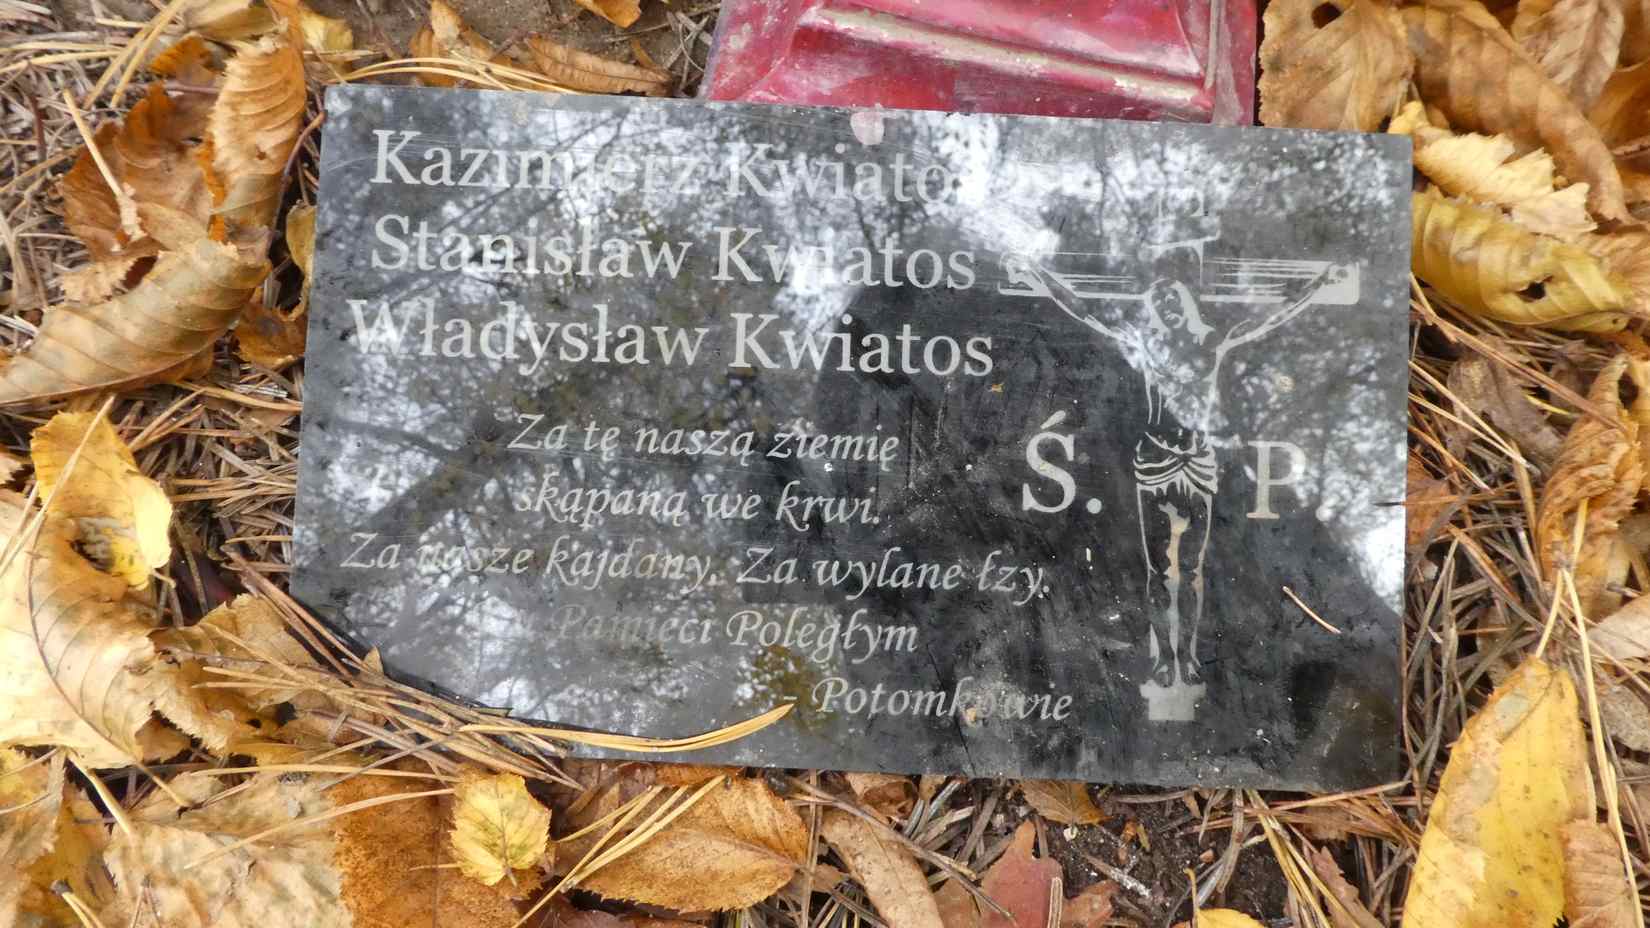 Kazimierz Kwiatos
Stanisław Kwiatos
Władysław Kwiatos
Za tę naszą ziemię
skąpaną we krwi.
Za nasze kajdany. Za wylane łzy.
Pamięci Poległym
- Potomkowie
Ś. P.